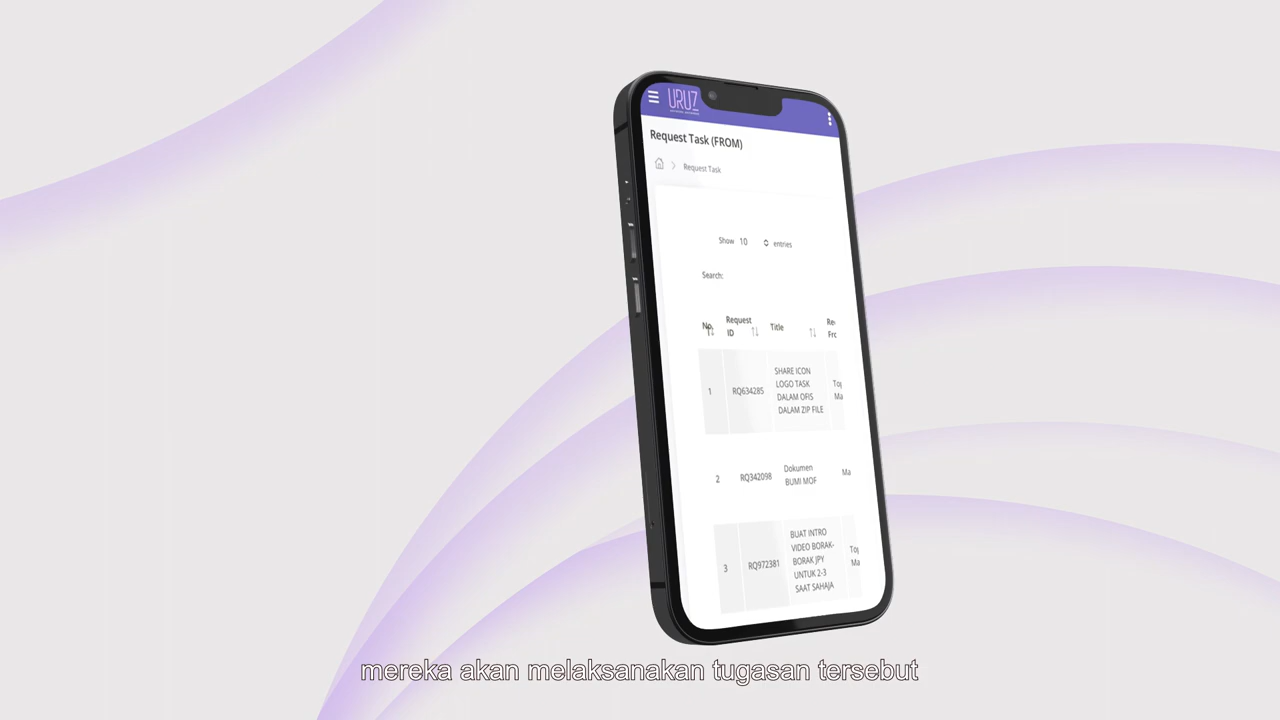 URUZ
Request Task (FROM)
Request Task
Show 10 entries
Search:
No.
Request
ID
Title
1
RQ634285
SHARE ICON
LOGO TASK
DALAM OFIS
DALAM ZIP FILE
2
RQ342098
Dokumen
BUMI MOF
Ma
3
RQ972381
BUAT INTRO
VIDEO BORAK-
BORAK JPY
UNTUK 2-3
SAAT SAHAJA
Ma
mereka akan melaksanakan tugasan tersebut